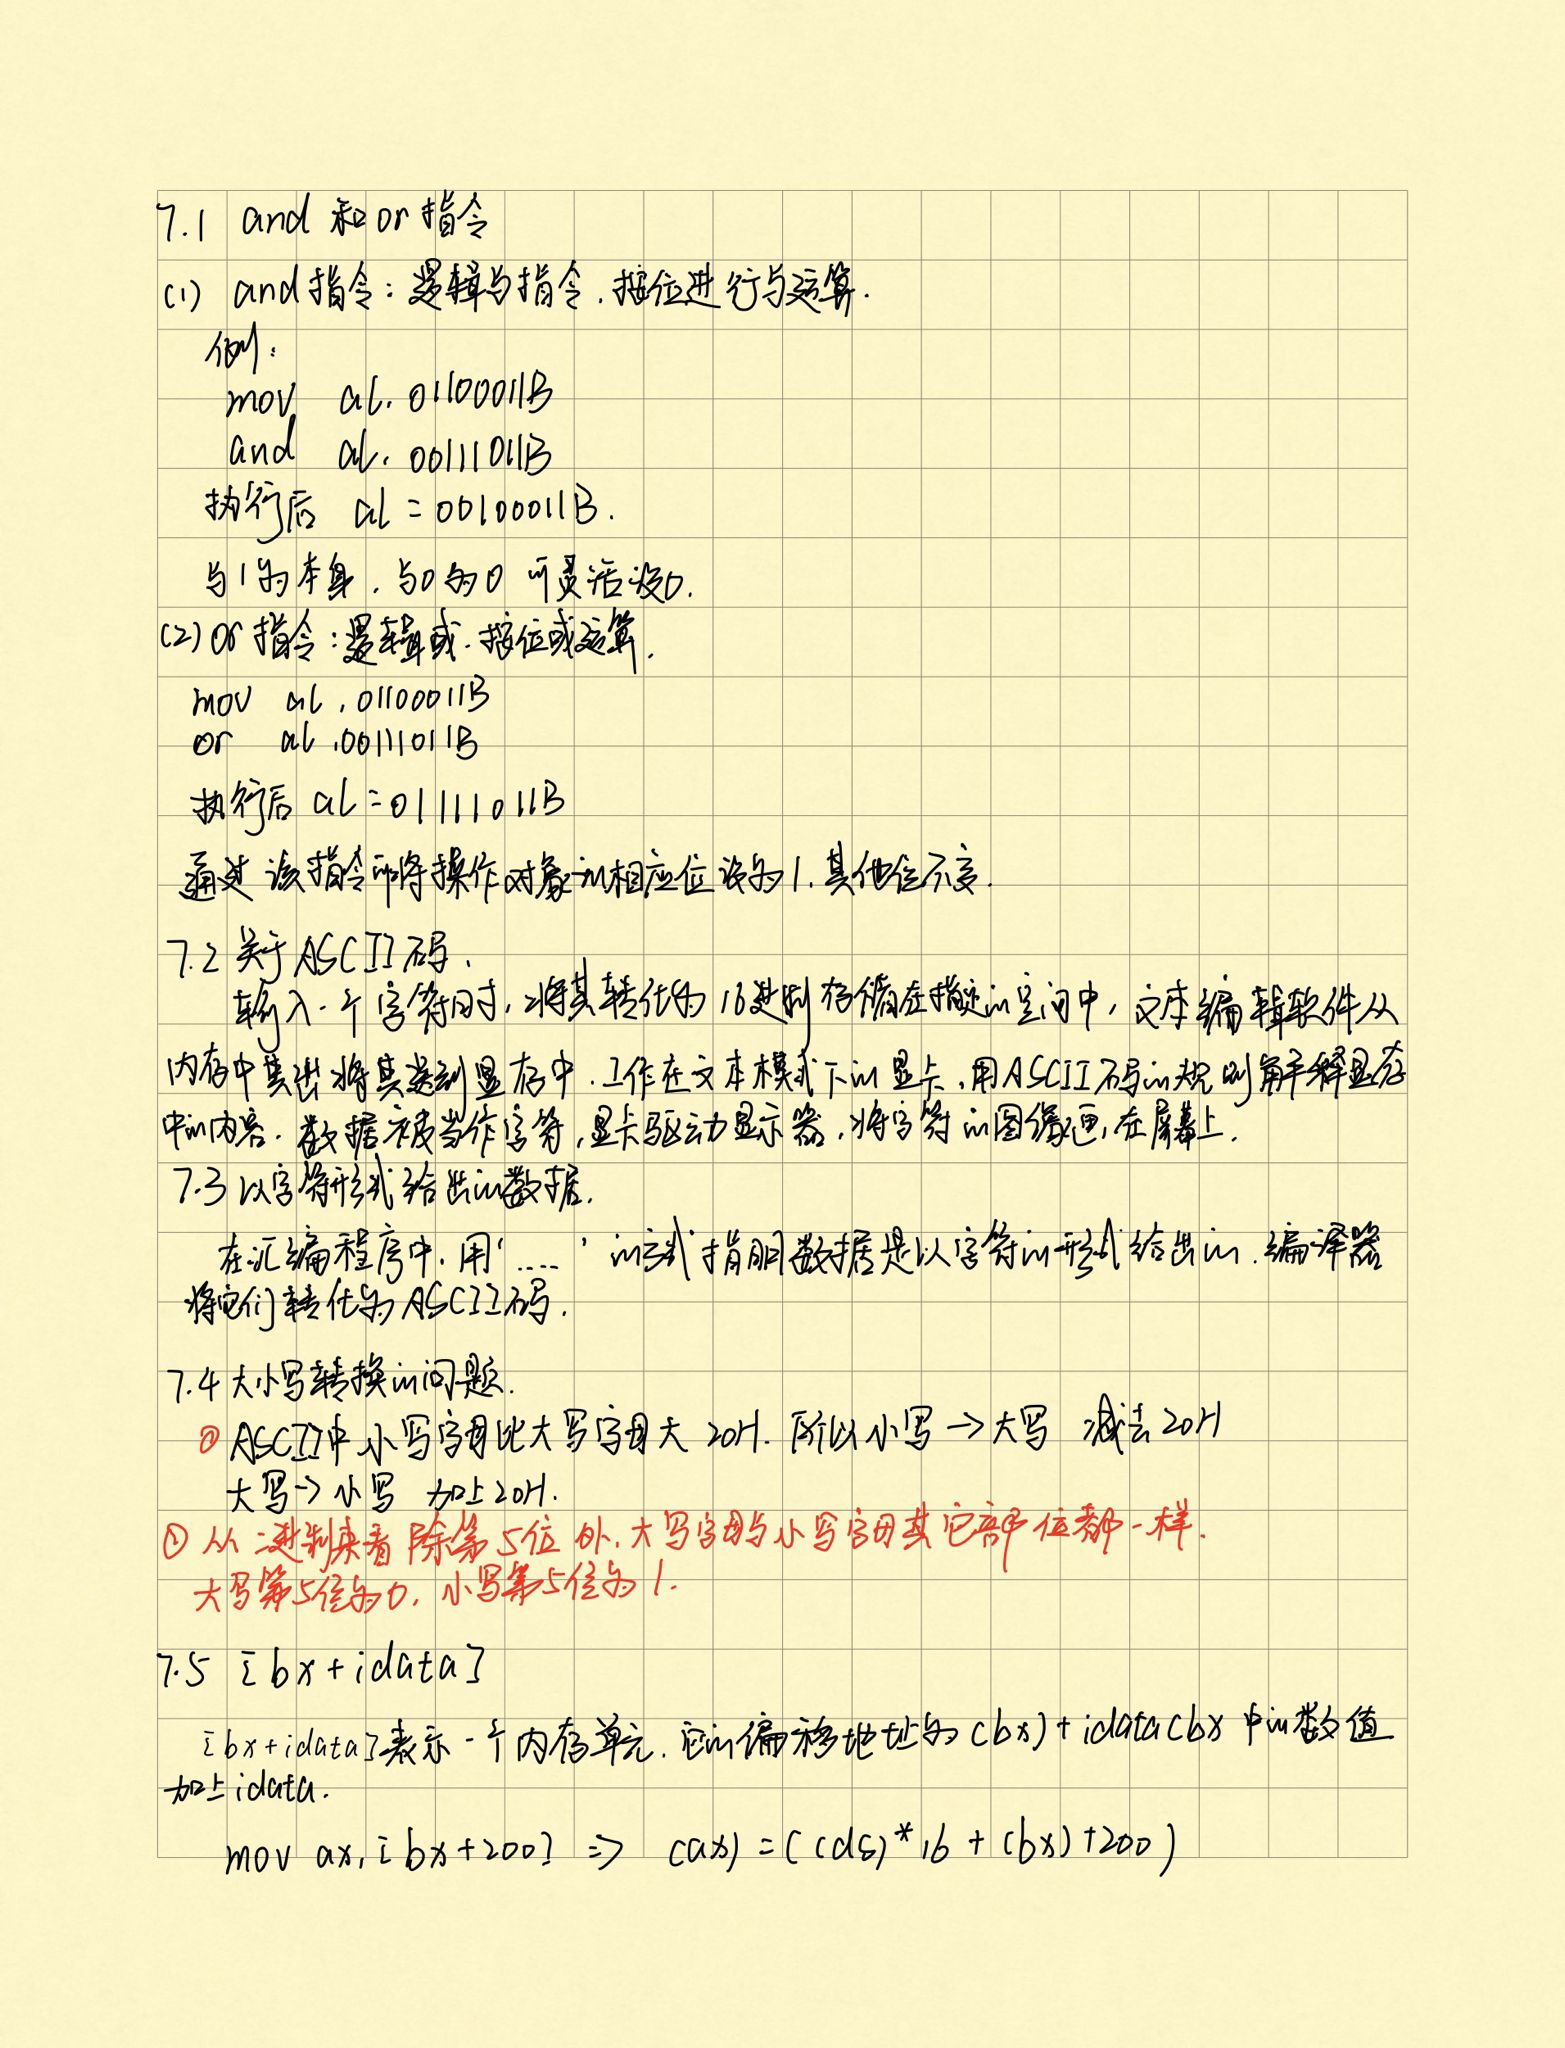 7.1 and 和 or 指令
(1) and 指令：逻辑与指令，按位进行与运算.
例：
mov al, 01100011B
and al, 00111011B
执行后 al = 00100011B.
与1为本身，与0为0 可灵活设0.
(2) or 指令：逻辑或，按位或运算.
mov al, 01100011B
or al, 00111011B
执行后 al = 01111011B
通过该指令可将操作对象的相应位设为1，其他位不变.
7.2 关于ASCII码.
输入一个字符时，将其转化为16进制存储在指定的空间中，文本编辑软件从
内存中其出将其送到显存中. 工作在文本模式下的显卡，用ASCII码的规则解释显存
中的内容. 数据被当作字符，显卡驱动显示器，将字符的图像画在屏幕上.
7.3 以字符形式给出的数据.
在汇编程序中，用'....'的方式指明数据是以字符的形式给出的. 编译器
将它们转化为ASCII码.
7.4 大小写转换的问题.
ASCII中小写字母比大写字母大 20H. 所以小写→大写 减去20H
大写→小写 加上20H.
② 从二进制来看 除第5位外，大写字母与小写字母其它部位都一样.
大写第5位为0，小写第5位为1.
7.5 [bx+idata]
[bx+idata]表示一个内存单元，它的偏移地址为(bx)+idata(bx中的数值
加上idata.
mov ax, [bx+200] => (ax) = ((ds)*16 + (bx)+200)